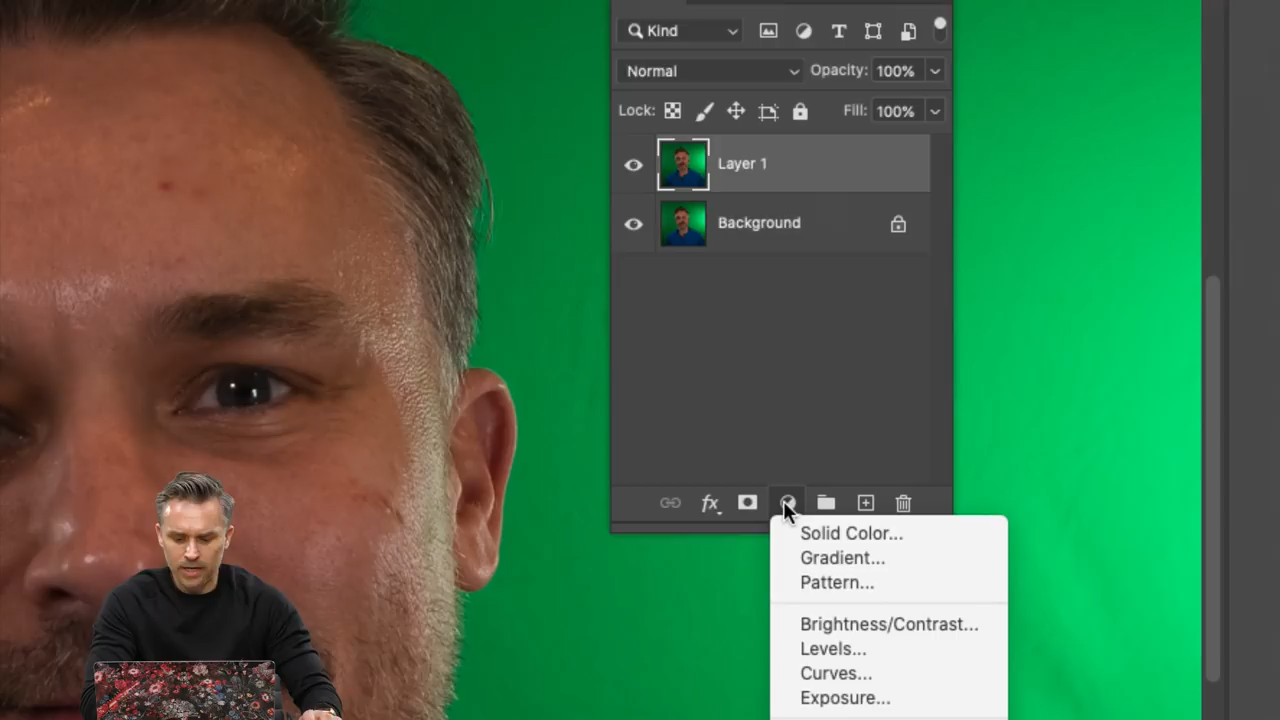 Kind
Normal
Opacity: 100%
Lock:
Fill: 100%
Layer 1
Background
fx
Solid Color...
Gradient...
Pattern...
Brightness/Contrast...
Levels...
Curves...
Exposure...